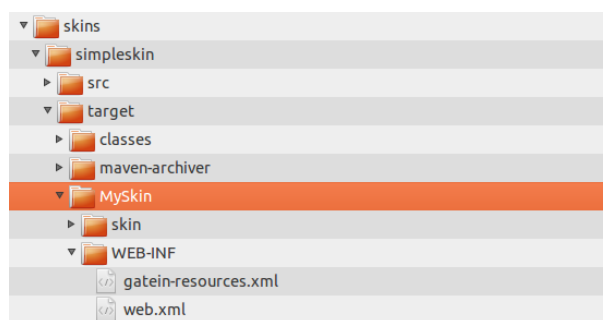 skins
simpleskin
src
target
classes
maven-archiver
MySkin
skin
WEB-INF
gatein-resources.xml
web.xml